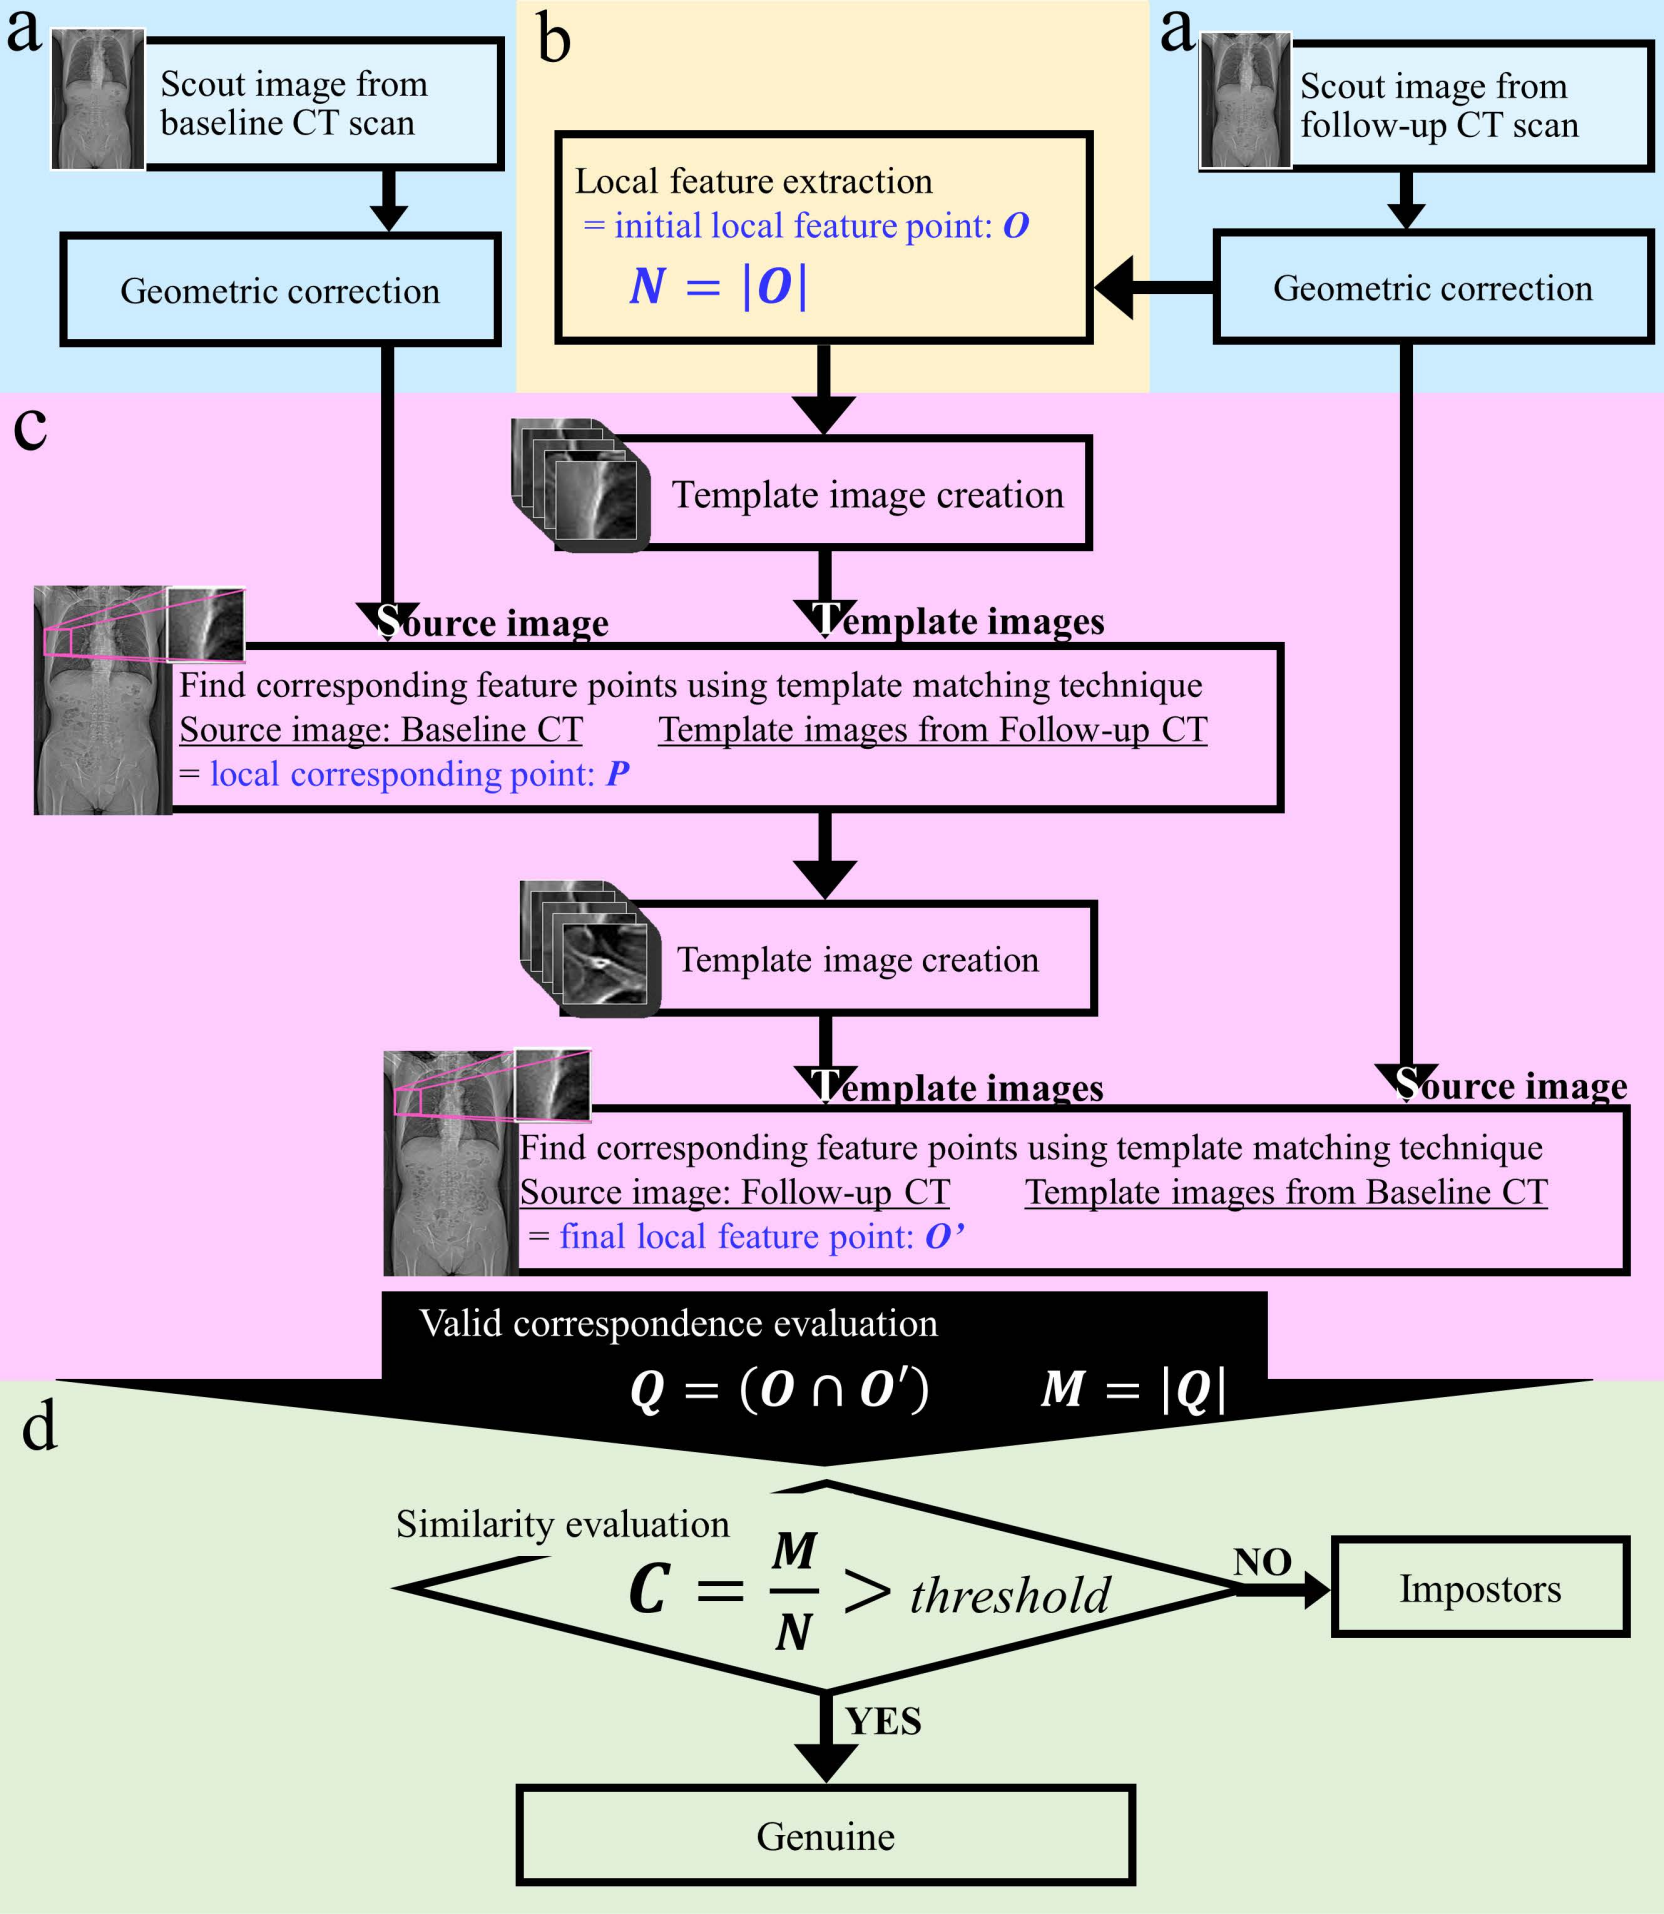 a
Scout image from
baseline CT scan
Geometric correction
b
Local feature extraction
= initial local feature point: O
N = |O|
a
Scout image from
follow-up CT scan
Geometric correction
c
Template image creation
Source image
Template images
Find corresponding feature points using template matching technique
Source image: Baseline CT Template images from Follow-up CT
= local corresponding point: P
Template image creation
Template images
Source image
Find corresponding feature points using template matching technique
Source image: Follow-up CT Template images from Baseline CT
= final local feature point: O’
Valid correspondence evaluation
Q = (O ∩ O′) M = |Q|
d
Similarity evaluation
C = M/N > threshold
NO
Impostors
YES
Genuine